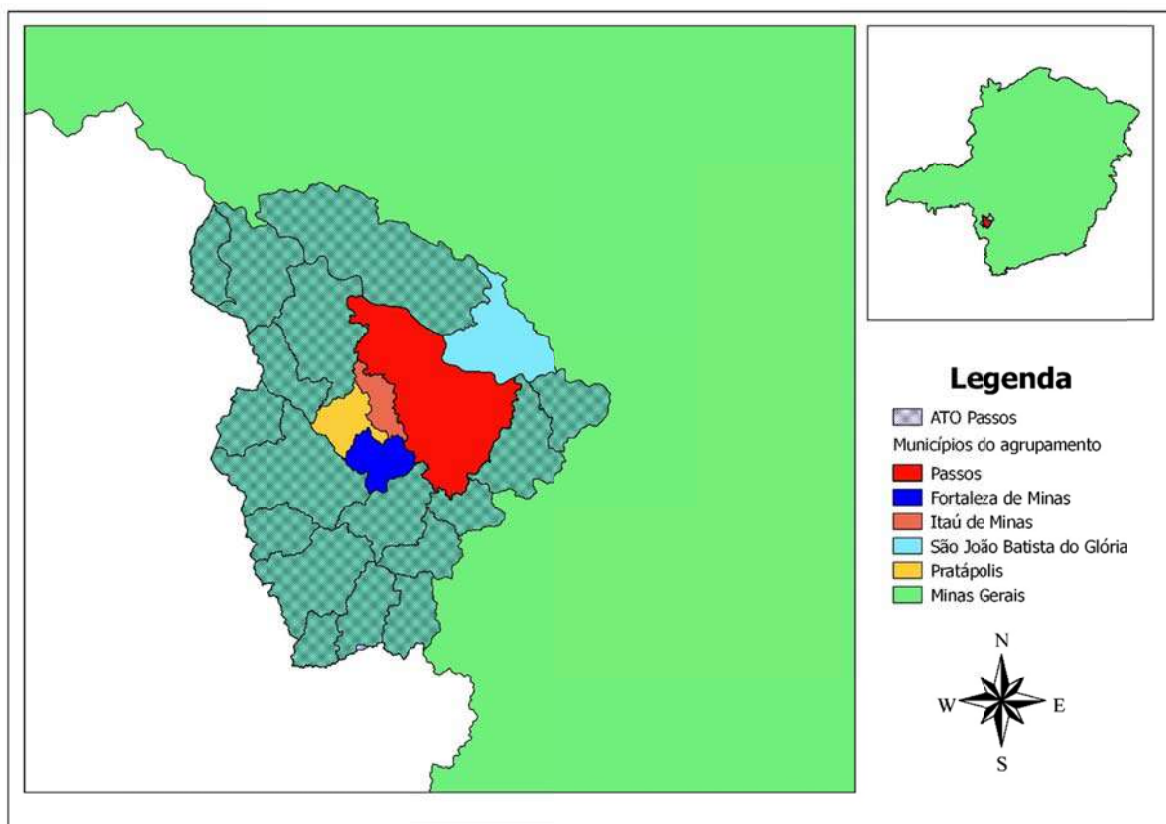 Legenda
ATO Passos
Municípios do agrupamento
Passos
Fortaleza de Minas
Itaú de Minas
São João Batista do Glória
Pratápolis
Minas Gerais
N
W E
S